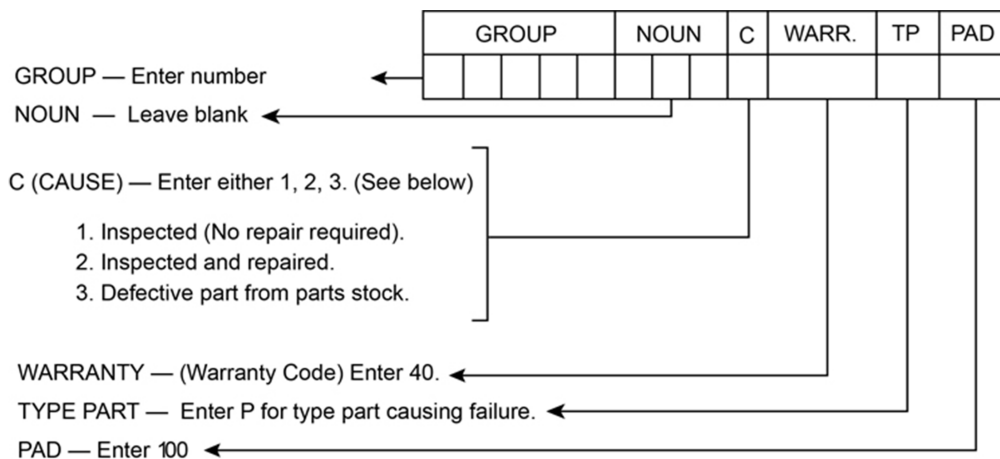 GROUP NOUN C WARR. TP PAD
GROUP — Enter number
NOUN — Leave blank
C (CAUSE) — Enter either 1, 2, 3. (See below)
1. Inspected (No repair required).
2. Inspected and repaired.
3. Defective part from parts stock.
WARRANTY — (Warranty Code) Enter 40.
TYPE PART — Enter P for type part causing failure.
PAD — Enter 100